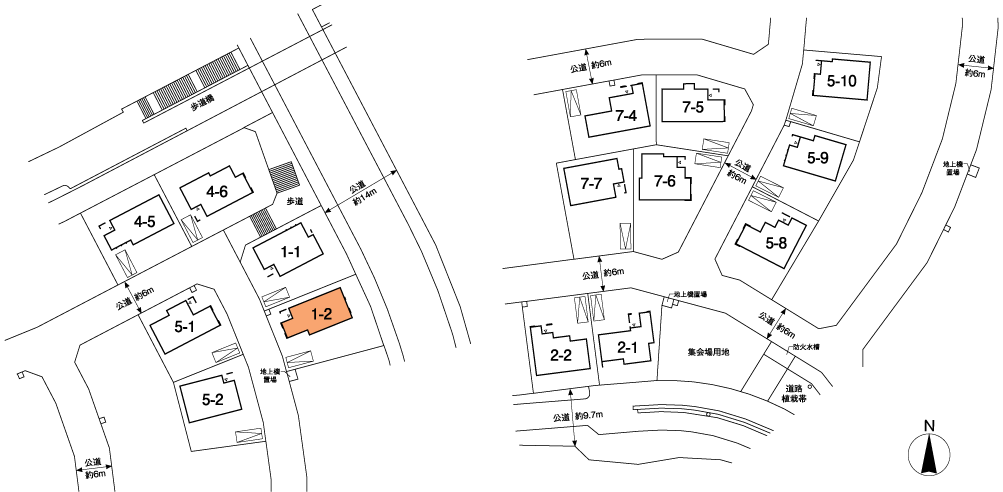 歩道橋
公道
約14m
歩道
4-6
4-5
1-1
1-2
公道 約6m
5-1
5-2
地上機
置場
公道
約6m
公道 約6m
7-4
7-5
5-10
公道
約6m
5-9
地上機
置場
7-7
7-6
公道
約6m
5-8
公道 約6m
地上機置場
2-2
2-1
集会場用地
公道
約6m
防火水槽
道路
植栽帯
公道 約9.7m
N